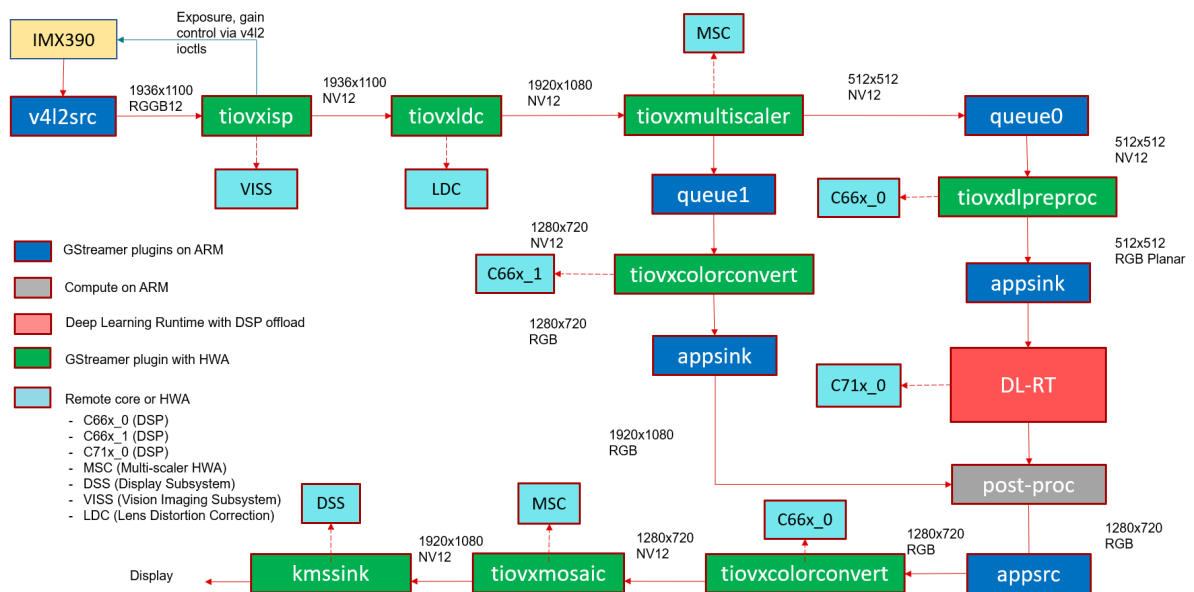 Exposure, gain
control via v4l2
ioctls
IMX390
MSC
1936x1100
RGGB12
1936x1100
NV12
1920x1080
NV12
512x512
NV12
v4l2src
tiovxisp
tiovxldc
tiovxmultiscaler
queue0
512x512
NV12
VISS
LDC
queue1
C66x_0
tiovxdlpreproc
1280x720
NV12
512x512
RGB Planar
C66x_1
tiovxcolorconvert
appsink
1280x720
RGB
appsink
C71x_0
DL-RT
GStreamer plugins on ARM
Compute on ARM
Deep Learning Runtime with DSP offload
GStreamer plugin with HWA
Remote core or HWA
- C66x_0 (DSP)
- C66x_1 (DSP)
- C71x_0 (DSP)
- MSC (Multi-scaler HWA)
- DSS (Display Subsystem)
- VISS (Vision Imaging Subsystem)
- LDC (Lens Distortion Correction)
1920x1080
RGB
post-proc
DSS
MSC
C66x_0
1920x1080
NV12
1280x720
NV12
1280x720
RGB
1280x720
RGB
Display
kmssink
tiovxmosaic
tiovxcolorconvert
appsrc